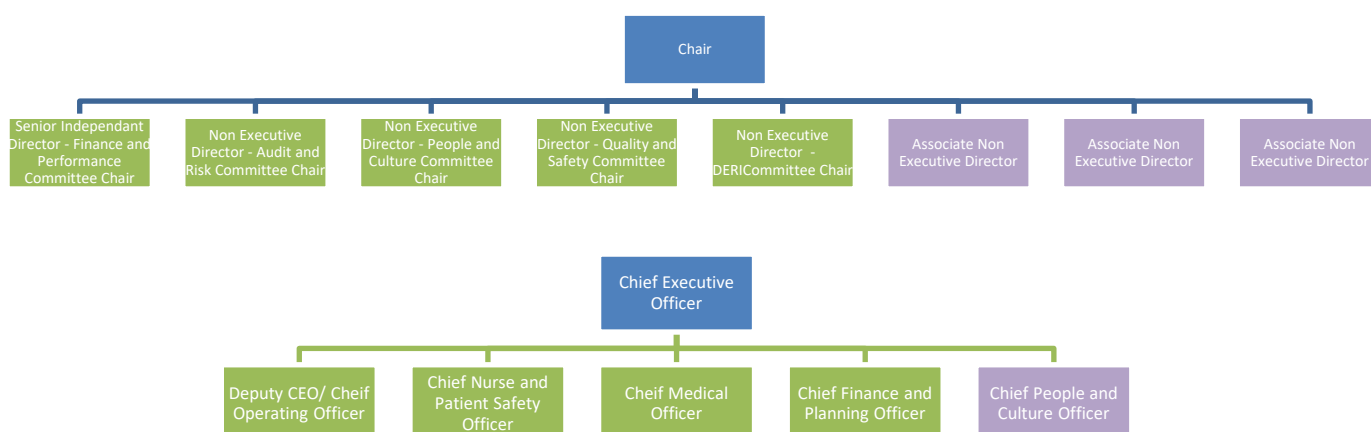 Chair
Senior Independant
Director - Finance and
Performance
Committee Chair
Non Executive
Director - Audit and
Risk Committee Chair
Non Executive
Director - People and
Culture Committee
Chair
Non Executive
Director - Quality and
Safety Committee
Chair
Non Executive
Director -
DERICommittee Chair
Associate Non
Executive Director
Associate Non
Executive Director
Associate Non
Executive Director
Chief Executive
Officer
Deputy CEO/ Cheif
Operating Officer
Chief Nurse and
Patient Safety
Officer
Cheif Medical
Officer
Chief Finance and
Planning Officer
Chief People and
Culture Officer